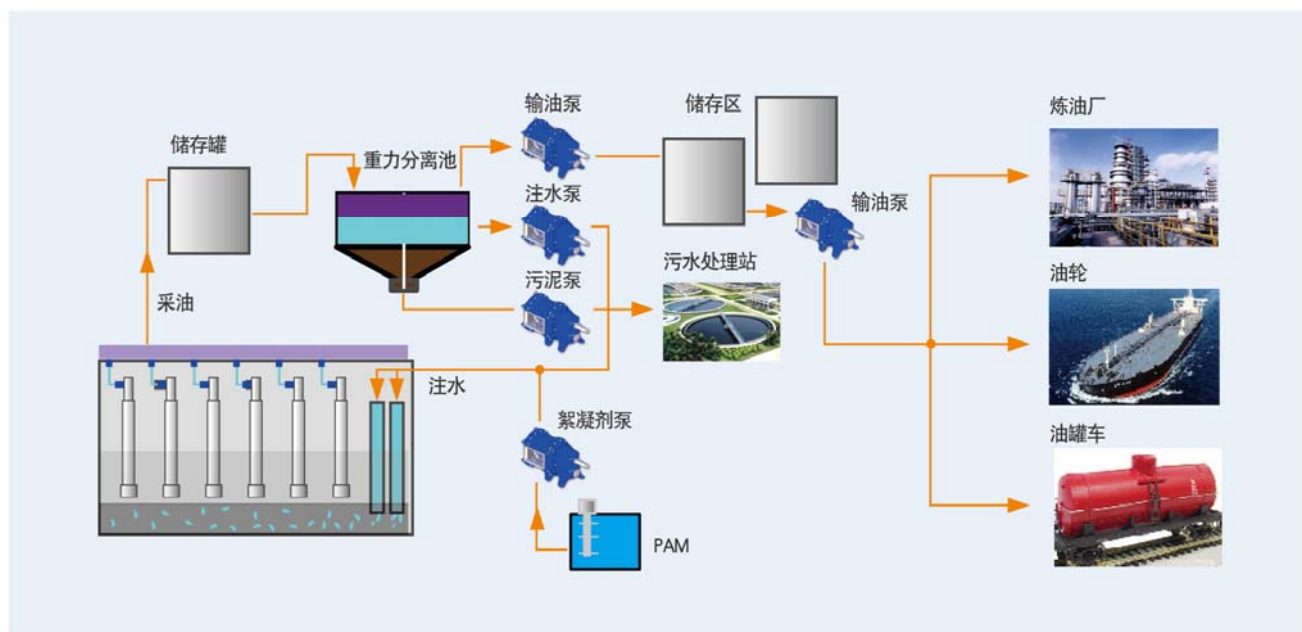 输油泵
储存区
炼油厂
储存罐
重力分离池
注水泵
输油泵
污泥泵
污水处理站
油轮
采油
注水
絮凝剂泵
油罐车
PAM